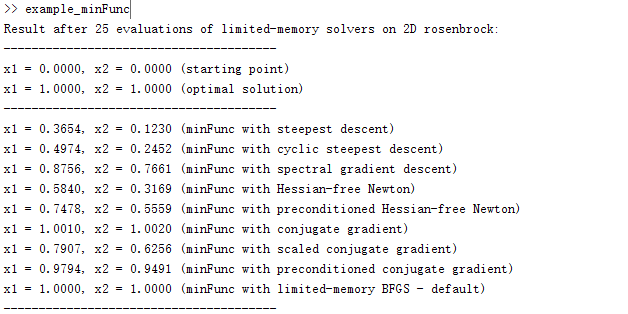 >> example_minFunc
Result after 25 evaluations of limited-memory solvers on 2D rosenbrock:
---------------------------------------
x1 = 0.0000, x2 = 0.0000 (starting point)
x1 = 1.0000, x2 = 1.0000 (optimal solution)
---------------------------------------
x1 = 0.3654, x2 = 0.1230 (minFunc with steepest descent)
x1 = 0.4974, x2 = 0.2452 (minFunc with cyclic steepest descent)
x1 = 0.8756, x2 = 0.7661 (minFunc with spectral gradient descent)
x1 = 0.5840, x2 = 0.3169 (minFunc with Hessian-free Newton)
x1 = 0.7478, x2 = 0.5559 (minFunc with preconditioned Hessian-free Newton)
x1 = 1.0010, x2 = 1.0020 (minFunc with conjugate gradient)
x1 = 0.7907, x2 = 0.6256 (minFunc with scaled conjugate gradient)
x1 = 0.9794, x2 = 0.9491 (minFunc with preconditioned conjugate gradient)
x1 = 1.0000, x2 = 1.0000 (minFunc with limited-memory BFGS - default)
---------------------------------------